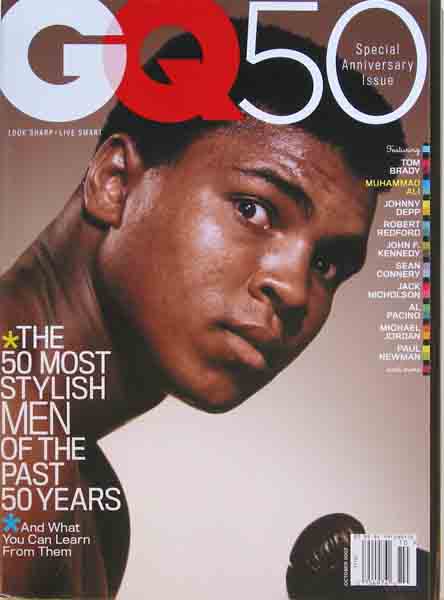 GQ50
Special
Anniversary
Issue
LOOK SHARP • LIVE SMART
Featuring
TOM
BRADY
MUHAMMAD
ALI
JOHNNY
DEPP
ROBERT
REDFORD
JOHN F.
KENNEDY
SEAN
CONNERY
JACK
NICHOLSON
AL
PACINO
MICHAEL
JORDAN
PAUL
NEWMAN
*THE
50 MOST
STYLISH
MEN
OF THE
PAST
50 YEARS
*And What
You Can Learn
From Them
OCTOBER 2007